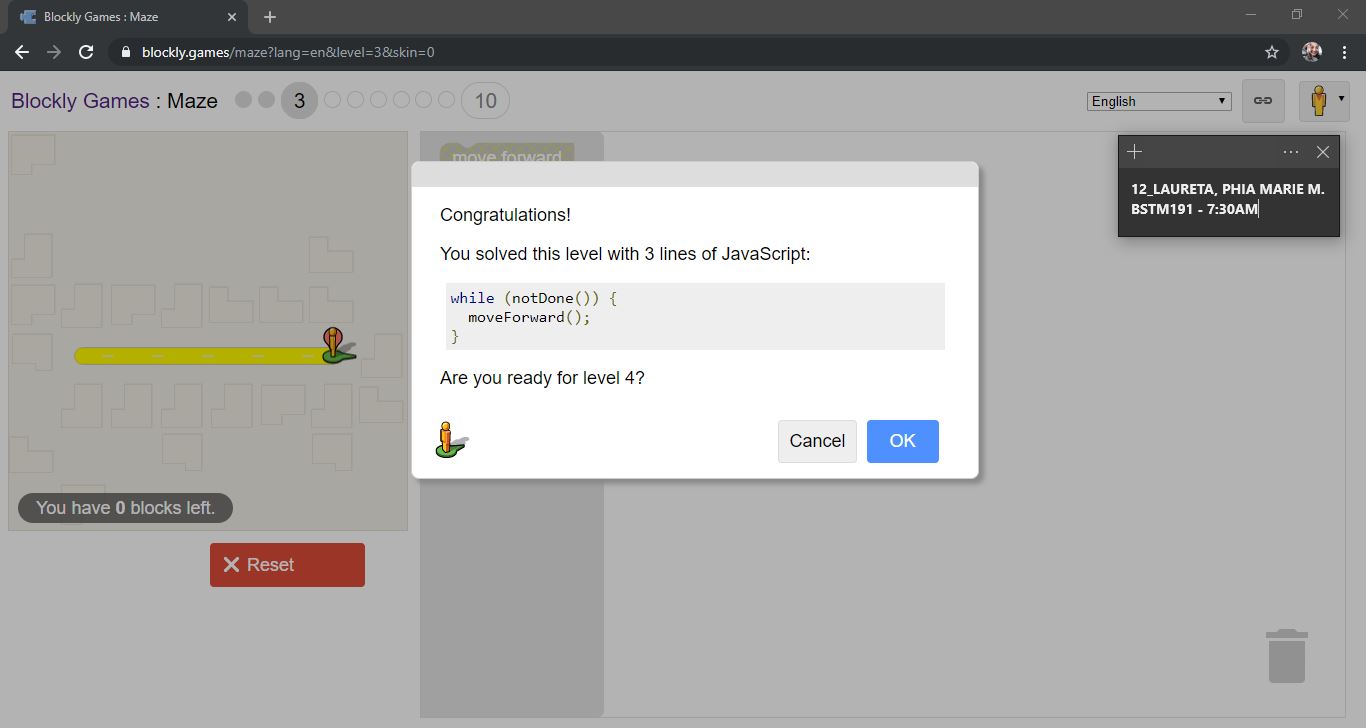 Blockly Games : Maze
blockly.games/maze?lang=en&level=3&skin=0
Blockly Games : Maze 3 10 English
move forward
12_LAURETA, PHIA MARIE M.
BSTM191 - 7:30AM
Congratulations!
You solved this level with 3 lines of JavaScript:
while (notDone()) {
  moveForward();
}
Are you ready for level 4?
Cancel OK
You have 0 blocks left.
Reset